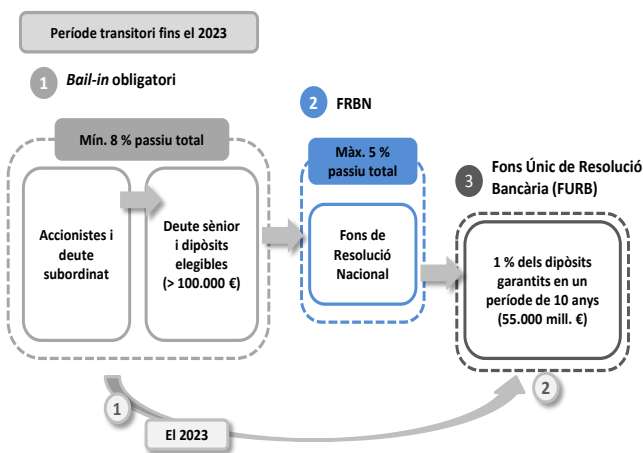 Període transitori fins el 2023
1 Bail-in obligatori
Mín. 8 % passiu total
Accionistes i
deute
subordinat
Deute sènior
i dipòsits
elegibles
(> 100.000 €)
2 FRBN
Màx. 5 %
passiu total
Fons de
Resolució
Nacional
3 Fons Únic de Resolució
Bancària (FURB)
1 % dels dipòsits
garantits en un
període de 10 anys
(55.000 mill. €)
1
El 2023
2